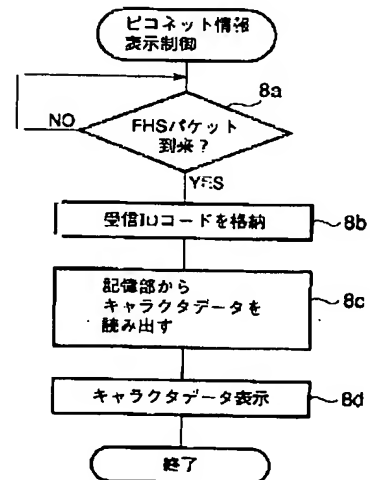 ピコネット情報
表示制御
8a
NO
FHSパケット
到来?
YES
受信IDコードを格納
8b
記憶部から
キャラクタデータを
読み出す
8c
キャラクタデータ表示
8d
終了